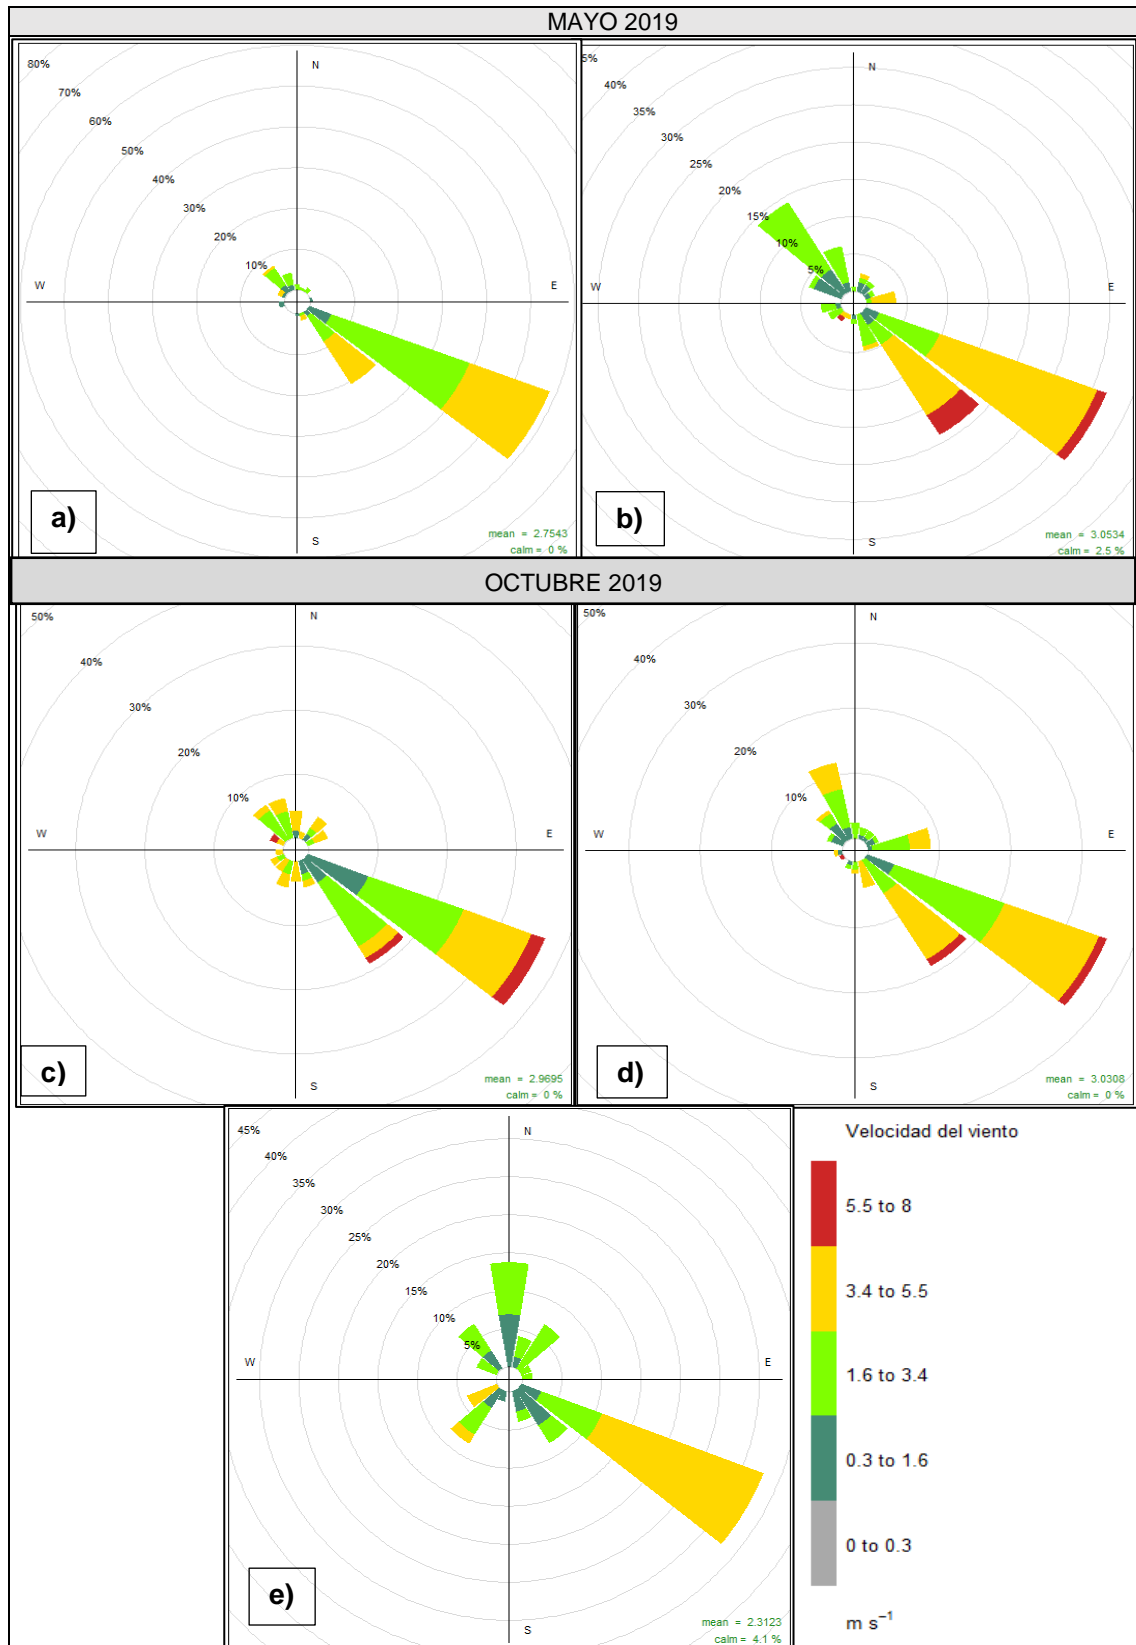 MAYO 2019
80%
70%
60%
50%
40%
30%
20%
10%
N
W
E
S
a)
mean = 2.7543
calm = 0 %
5%
40%
35%
30%
25%
20%
15%
10%
5%
N
W
E
S
b)
mean = 3.0534
calm = 2.5 %
OCTUBRE 2019
50%
40%
30%
20%
10%
N
W
E
S
c)
mean = 2.9695
calm = 0 %
50%
40%
30%
20%
10%
N
W
E
S
d)
mean = 3.0308
calm = 0 %
45%
40%
35%
30%
25%
20%
15%
10%
5%
N
W
E
S
e)
mean = 2.3123
calm = 4.1 %
Velocidad del viento
5.5 to 8
3.4 to 5.5
1.6 to 3.4
0.3 to 1.6
0 to 0.3
m s⁻¹